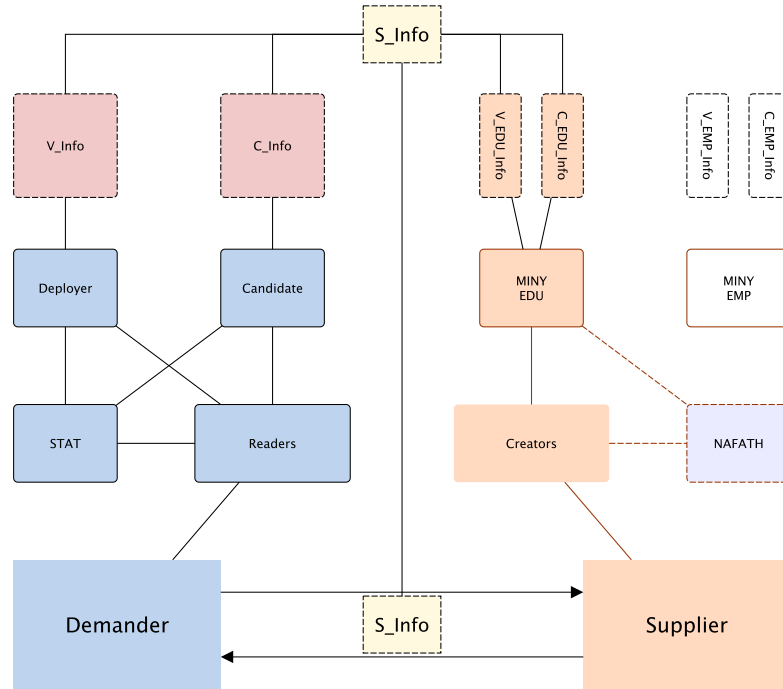 S_Info
V_Info
C_Info
V_EDU_Info
C_EDU_Info
V_EMP_Info
C_EMP_Info
Deployer
Candidate
MINY
EDU
MINY
EMP
STAT
Readers
Creators
NAFATH
Demander
S_Info
Supplier